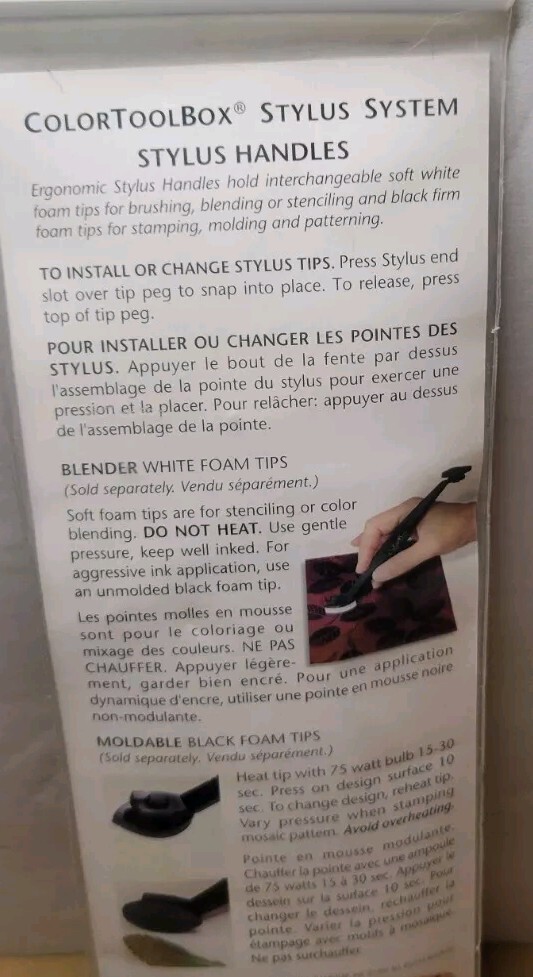 COLORTOOLBOX® STYLUS SYSTEM
STYLUS HANDLES
Ergonomic Stylus Handles hold interchangeable soft white
foam tips for brushing, blending or stenciling and black firm
foam tips for stamping, molding and patterning.
TO INSTALL OR CHANGE STYLUS TIPS. Press Stylus end
slot over tip peg to snap into place. To release, press
top of tip peg.
POUR INSTALLER OU CHANGER LES POINTES DES
STYLUS. Appuyer le bout de la fente par dessus
l'assemblage de la pointe du stylus pour exercer une
pression et la placer. Pour relâcher: appuyer au dessus
de l'assemblage de la pointe.
BLENDER WHITE FOAM TIPS
(Sold separately. Vendu séparément.)
Soft foam tips are for stenciling or color
blending. DO NOT HEAT. Use gentle
pressure, keep well inked. For
aggressive ink application, use
an unmolded black foam tip.
Les pointes molles en mousse
sont pour le coloriage ou
mixage des couleurs. NE PAS
CHAUFFER. Appuyer légère-
ment, garder bien encré. Pour une application
dynamique d'encre, utiliser une pointe en mousse noire
non-modulante.
MOLDABLE BLACK FOAM TIPS
(Sold separately. Vendu séparément.)
Heat tip with 75 watt bulb 15-30
sec. Press on design surface 10
sec. To change design, reheat tip.
Vary pressure when stamping
mosaic pattern. Avoid overheating.
Pointe en mousse modulante.
Chauffer la pointe avec une ampoule
de 75 watts 15 à 30 sec. Appuyer le
dessein sur la surface 10 sec. Pour
changer le dessein, rechauffer la
pointe. Varier la pression pour
étampage avec motifs à mosaïque.
Ne pas surchauffer.